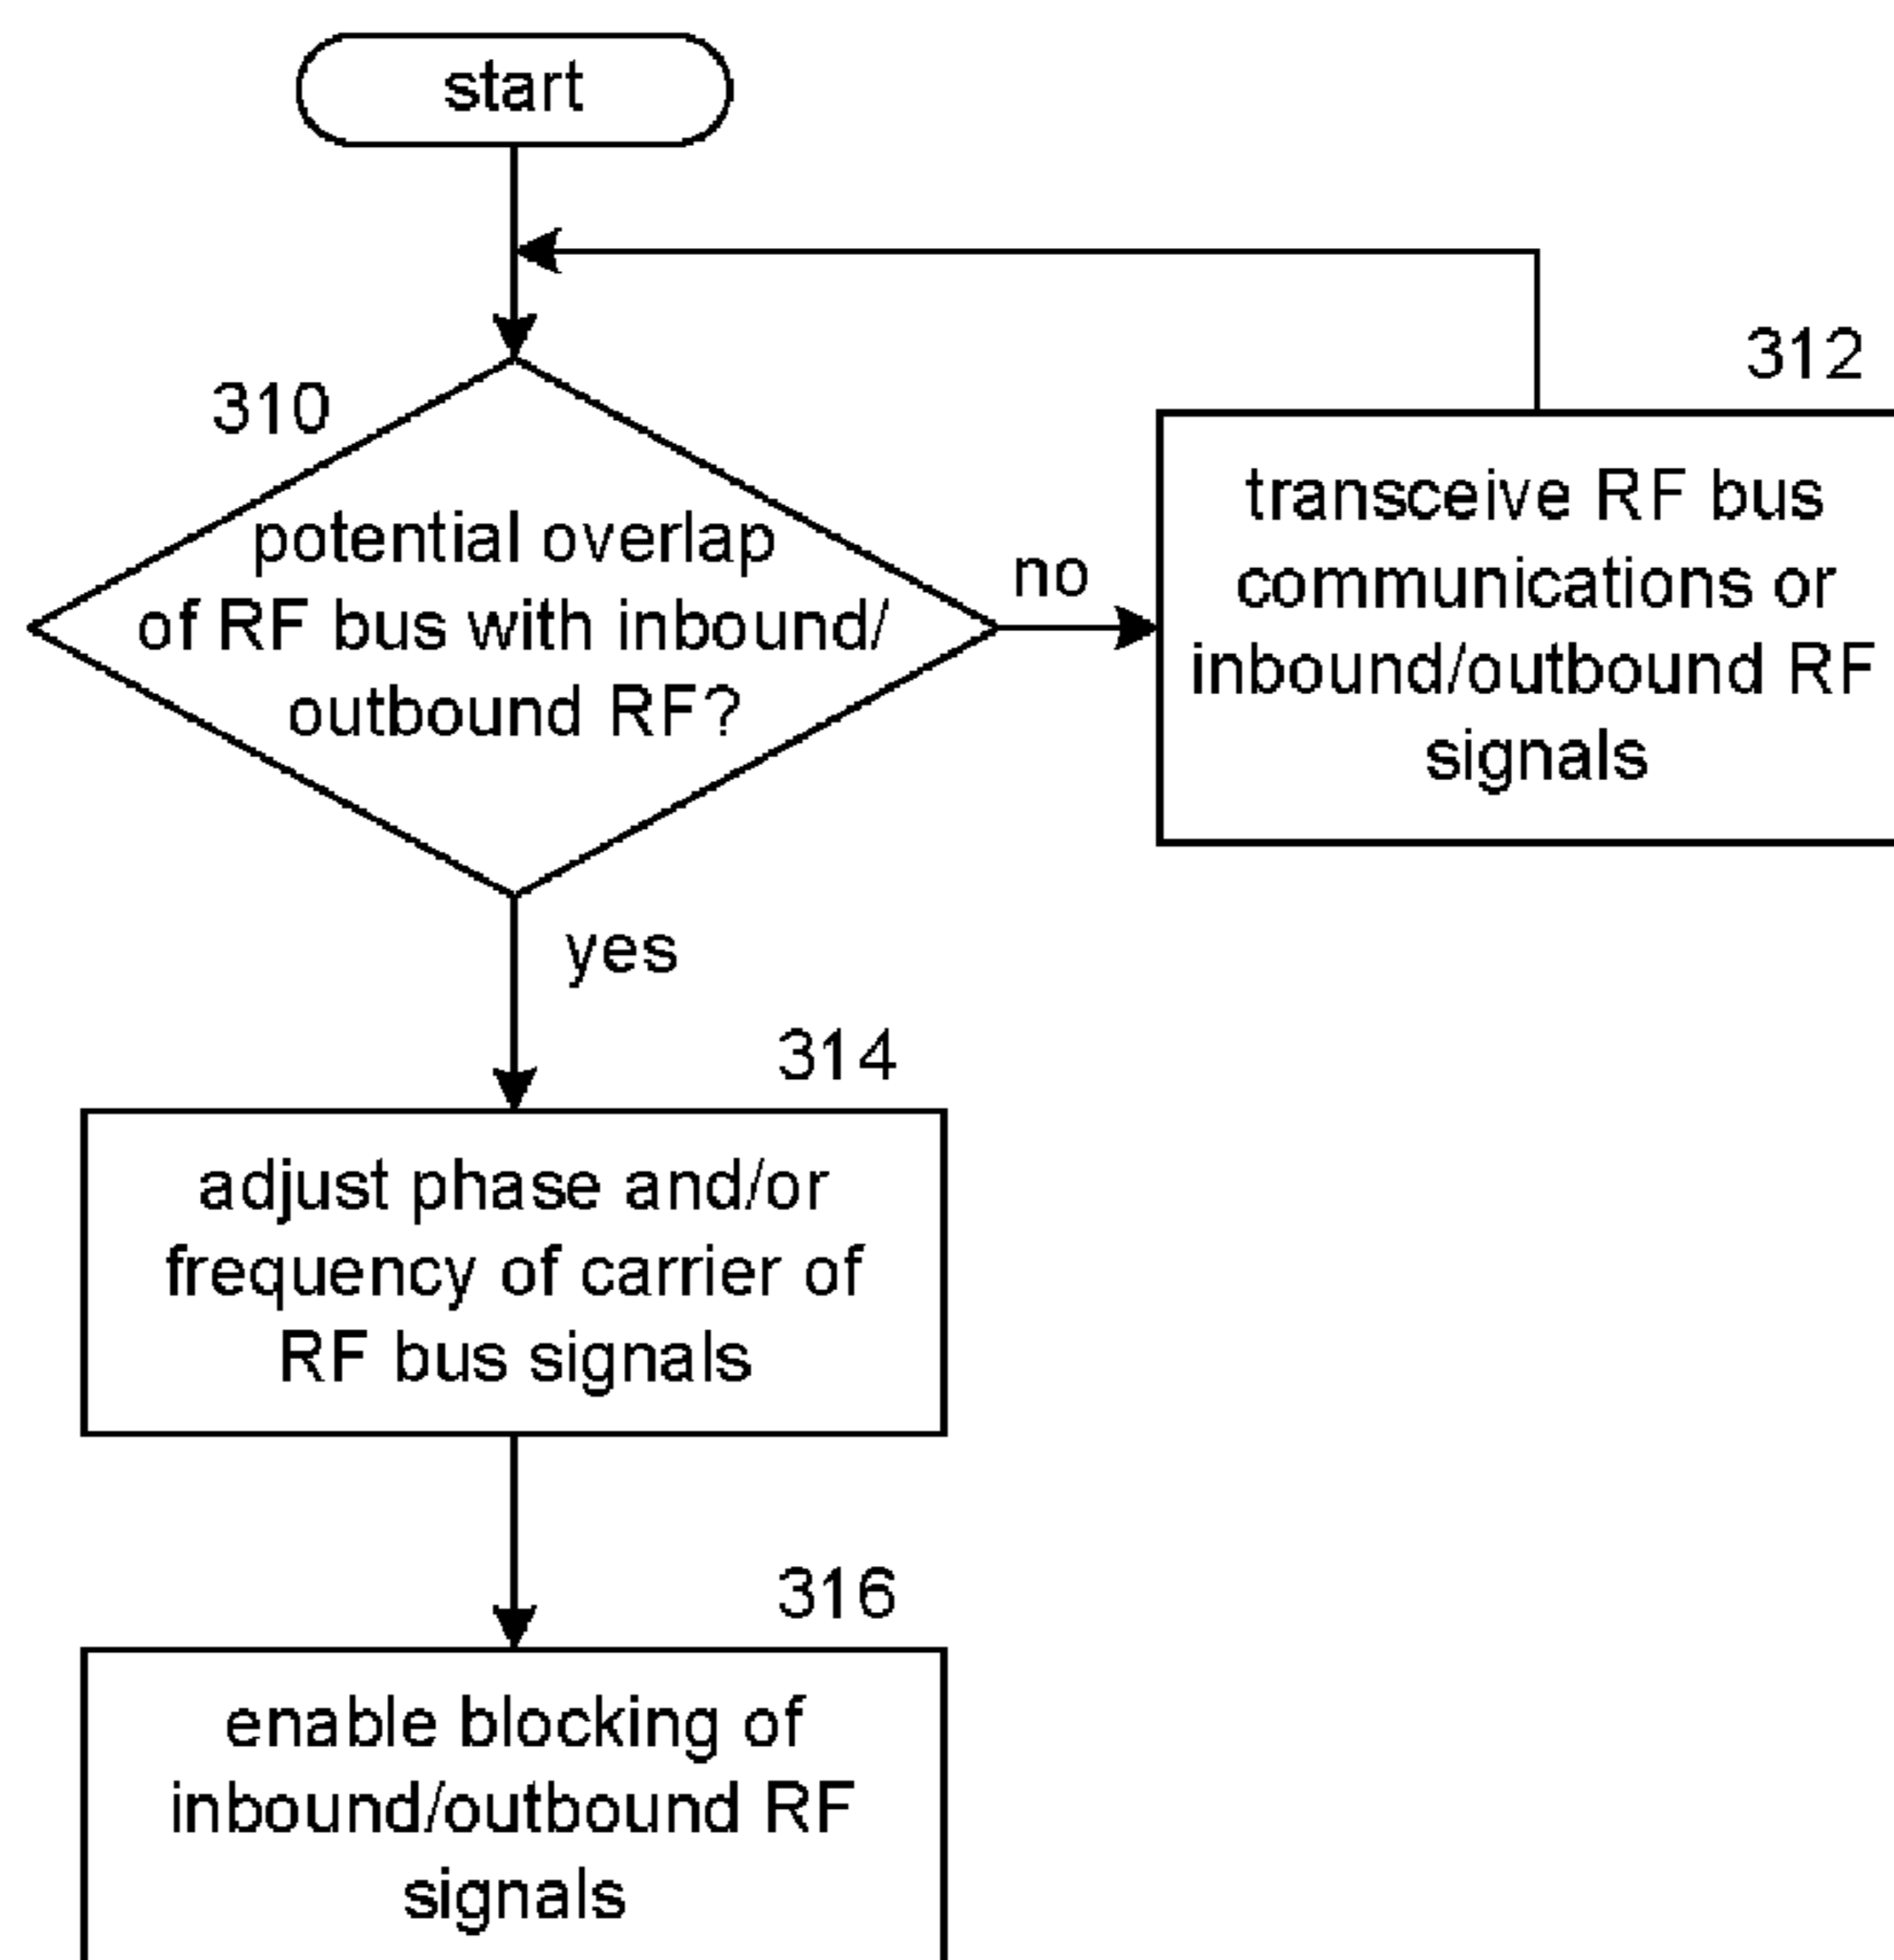 start
310
potential overlap
of RF bus with inbound/
outbound RF?
no
312
transceive RF bus
communications or
inbound/outbound RF
signals
yes
314
adjust phase and/or
frequency of carrier of
RF bus signals
316
enable blocking of
inbound/outbound RF
signals